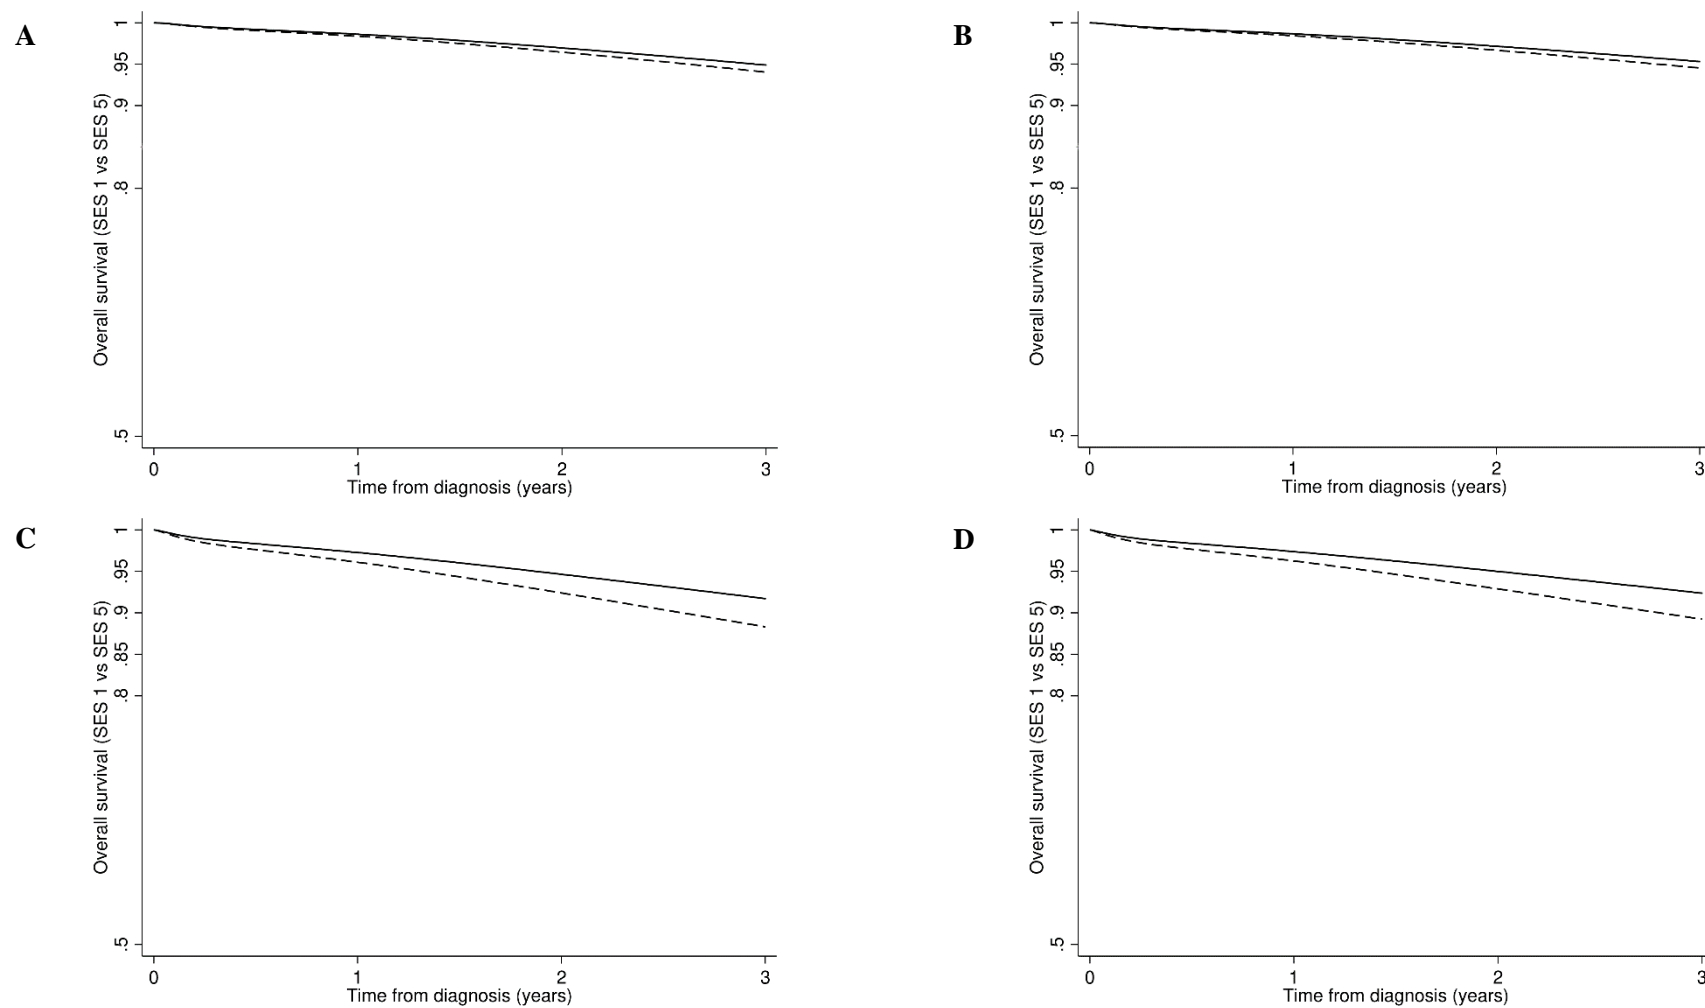 A
Overall survival (SES 1 vs SES 5)
1
.95
.9
.8
.5
0 1 2 3
Time from diagnosis (years)
B
Overall survival (SES 1 vs SES 5)
1
.95
.9
.8
.5
0 1 2 3
Time from diagnosis (years)
C
Overall survival (SES 1 vs SES 5)
1
.95
.9
.85
.8
.5
0 1 2 3
Time from diagnosis (years)
D
Overall survival (SES 1 vs SES 5)
1
.95
.9
.85
.8
.5
0 1 2 3
Time from diagnosis (years)